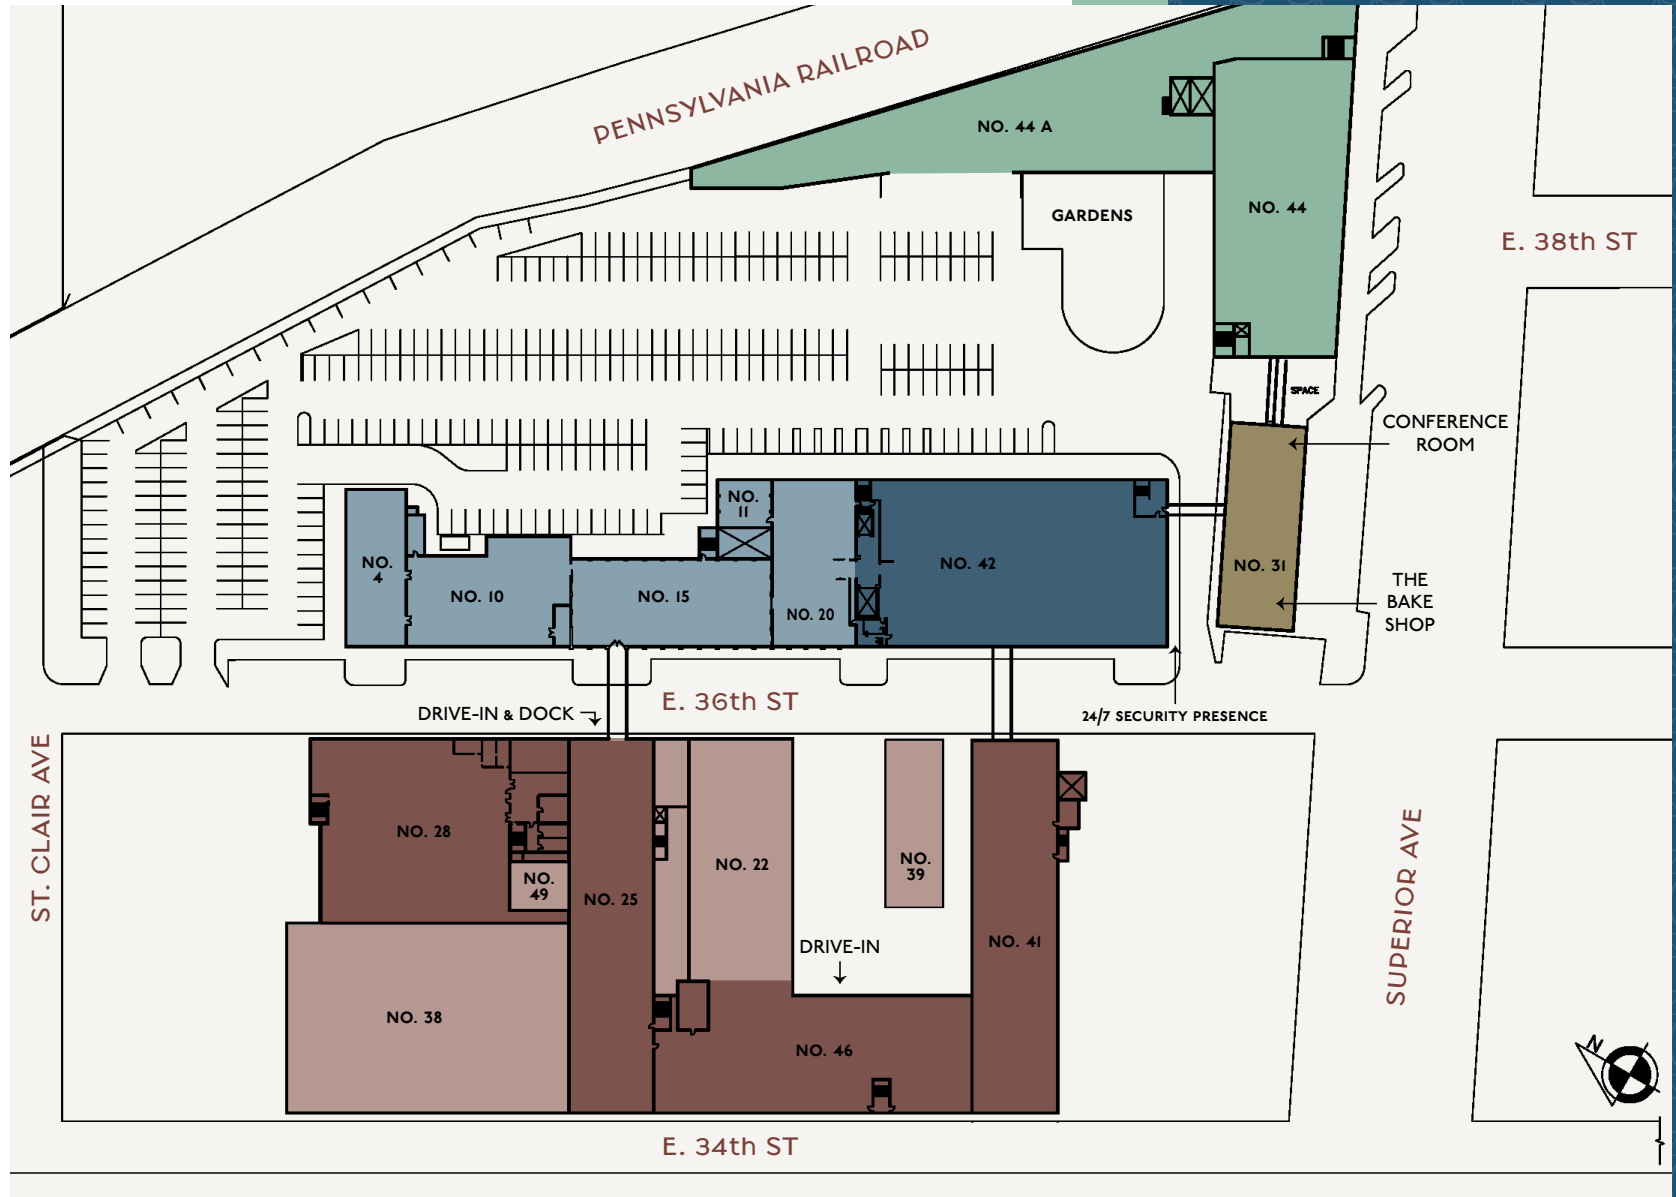 PENNSYLVANIA RAILROAD
NO. 44 A
GARDENS
NO. 44
E. 38th ST
SPACE
CONFERENCE
ROOM
NO.
11
NO.
4
NO. 10
NO. 15
NO. 20
NO. 42
NO. 31
THE
BAKE
SHOP
E. 36th ST
DRIVE-IN & DOCK
24/7 SECURITY PRESENCE
ST. CLAIR AVE
NO. 28
NO.
49
NO. 25
NO. 22
NO.
39
NO. 41
DRIVE-IN
SUPERIOR AVE
NO. 38
NO. 46
N
E. 34th ST